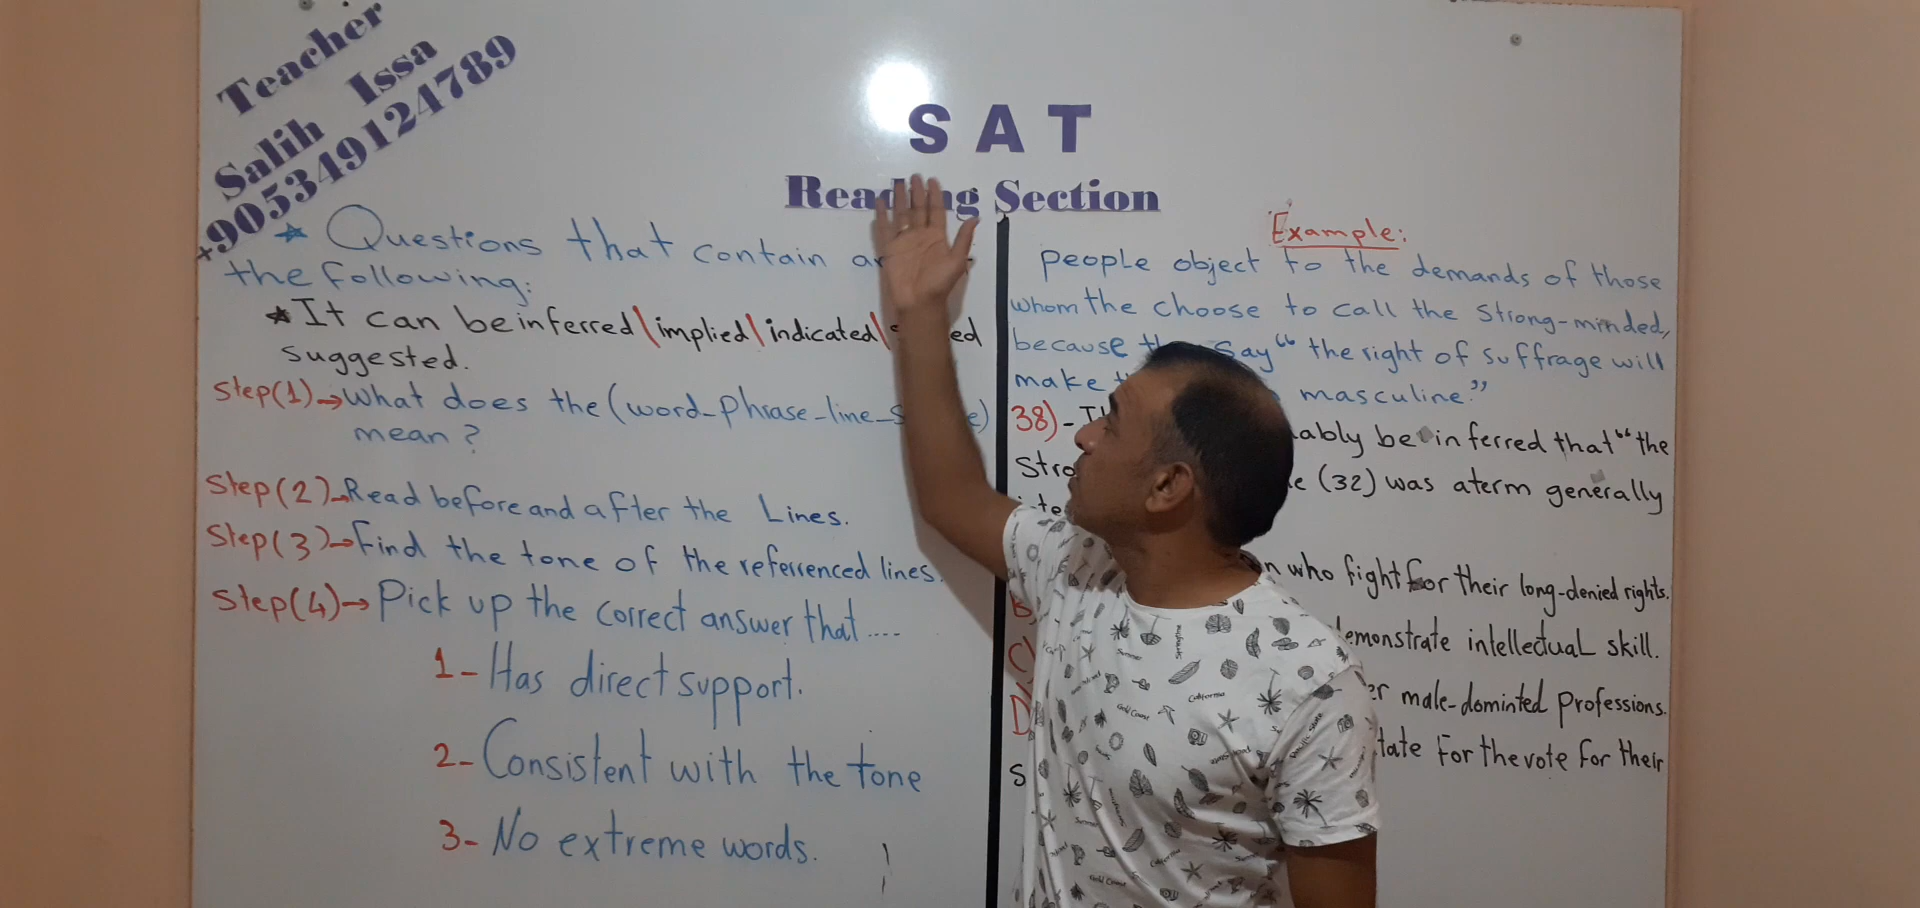 Teacher
Salih Issa
+905349124789
S A T
Reading Section
* Questions that contain
the following:
* It can be inferred \ implied \ indicated \
suggested.
Step(1)→ What does the (word-phrase-line-
mean?
Step(2)→ Read before and after the Lines.
Step(3)→ Find the tone of the referrenced lines.
Step(4)→ Pick up the correct answer that....
1- Has direct support.
2- Consistent with the tone
3- No extreme words.
Example:
people object to the demands of those
whom the choose to call the Strong-minded,
because say "the right of suffrage will
make masculine."
38)- be inferred that "the
(32) was a term generally
who fight for their long-denied rights.
B)
demonstrate intellectual skill.
C)
male-dominted professions.
D)
for the vote for their